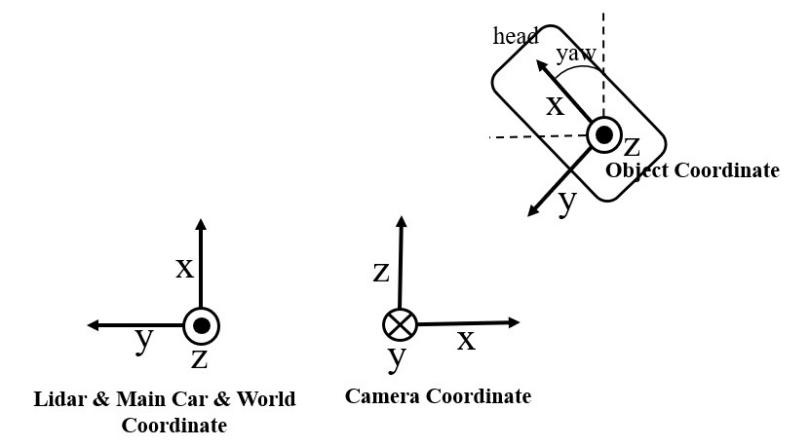 head
yaw
x
z
Object Coordinate
y
x
y
z
Lidar & Main Car & World
Coordinate
z
x
y
Camera Coordinate